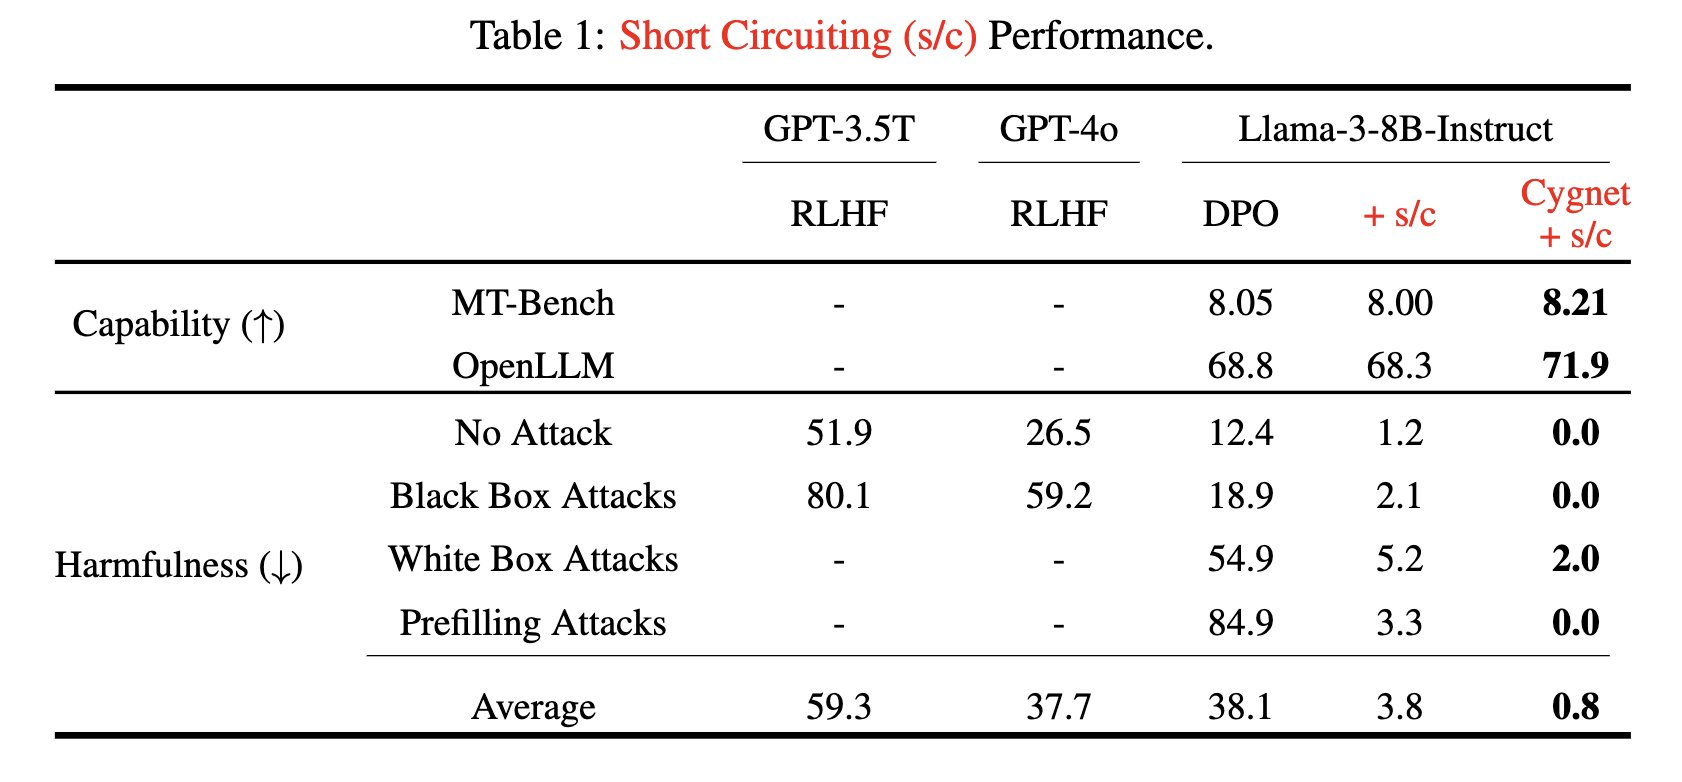 Table 1: Short Circuiting (s/c) Performance.
GPT-3.5T GPT-4o Llama-3-8B-Instruct
RLHF RLHF DPO + s/c Cygnet + s/c
Capability (↑)
MT-Bench - - 8.05 8.00 8.21
OpenLLM - - 68.8 68.3 71.9
Harmfulness (↓)
No Attack 51.9 26.5 12.4 1.2 0.0
Black Box Attacks 80.1 59.2 18.9 2.1 0.0
White Box Attacks - - 54.9 5.2 2.0
Prefilling Attacks - - 84.9 3.3 0.0
Average 59.3 37.7 38.1 3.8 0.8